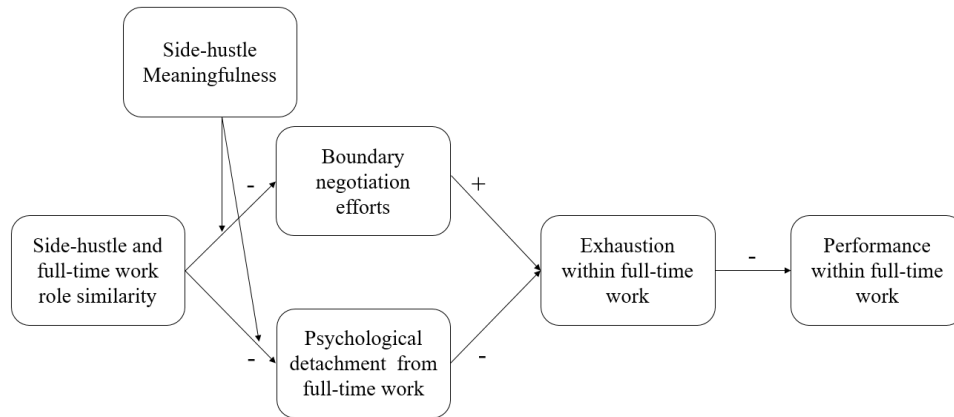 Side-hustle
Meaningfulness
-
Boundary
negotiation
efforts
+
Side-hustle and
full-time work
role similarity
Exhaustion
within full-time
work
-
Performance
within full-time
work
-
Psychological
detachment from
full-time work
-